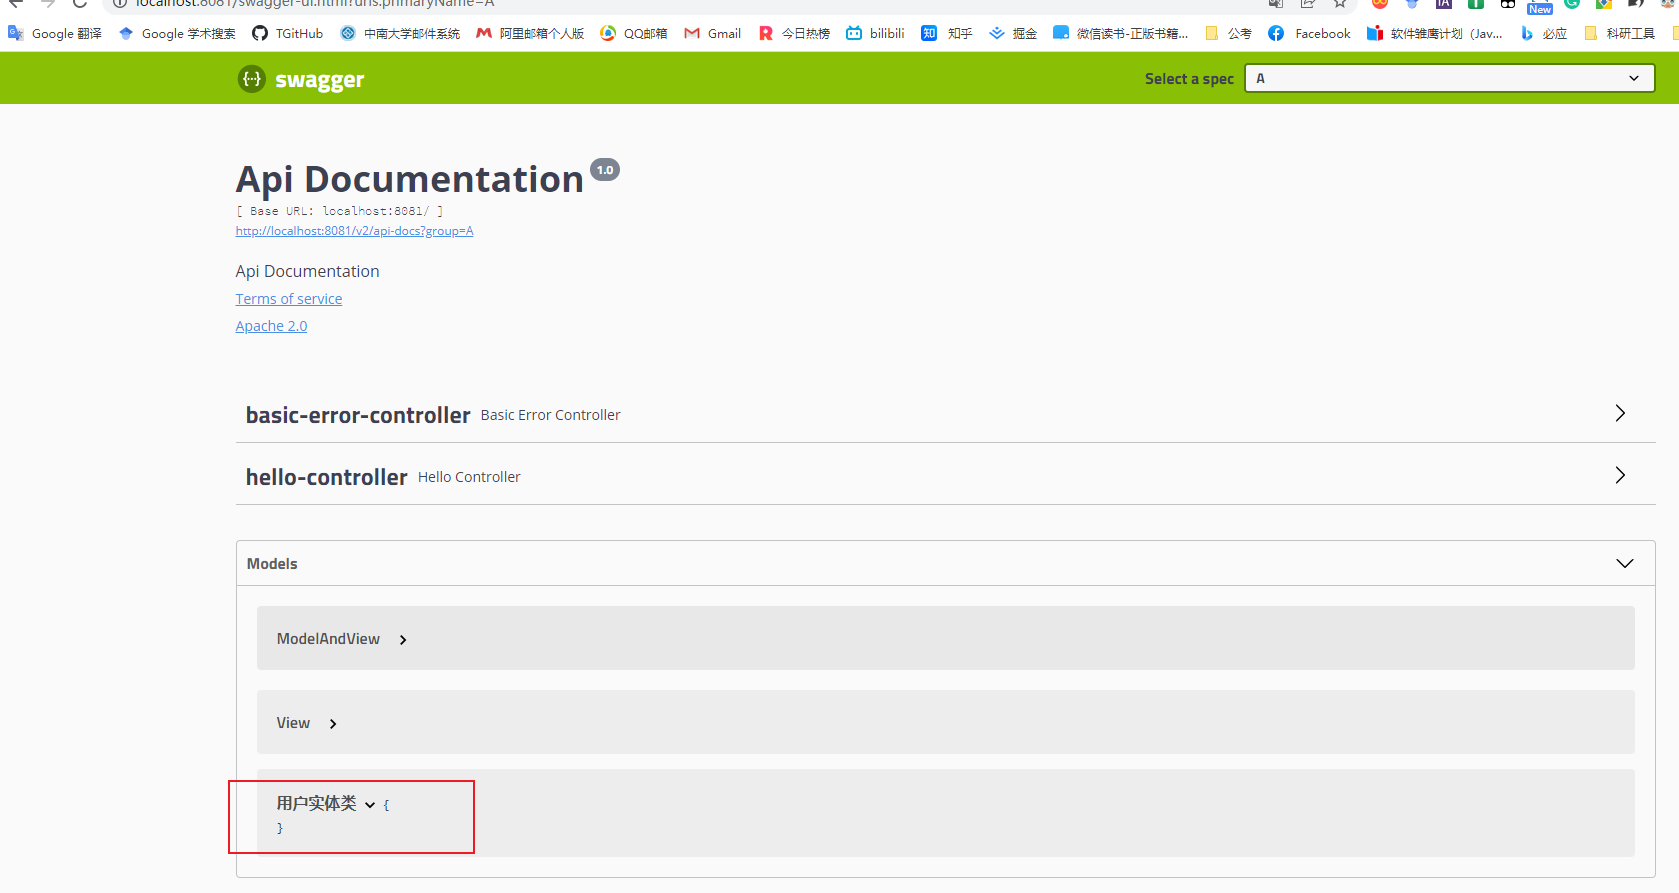 localhost:8081/swagger-ui.html?urls.primaryName=A
Google 翻译 Google 学术搜索 TGitHub 中南大学邮件系统 阿里邮箱个人版 QQ邮箱 Gmail 今日热榜 bilibili 知乎 掘金 微信读书-正版书籍... 公考 Facebook 软件雏鹰计划 (Jav... 必应 科研工具
New
swagger
Select a spec A
Api Documentation 1.0
[ Base URL: localhost:8081/ ]
http://localhost:8081/v2/api-docs?group=A
Api Documentation
Terms of service
Apache 2.0
basic-error-controller Basic Error Controller
hello-controller Hello Controller
Models
ModelAndView
View
用户实体类 {
}